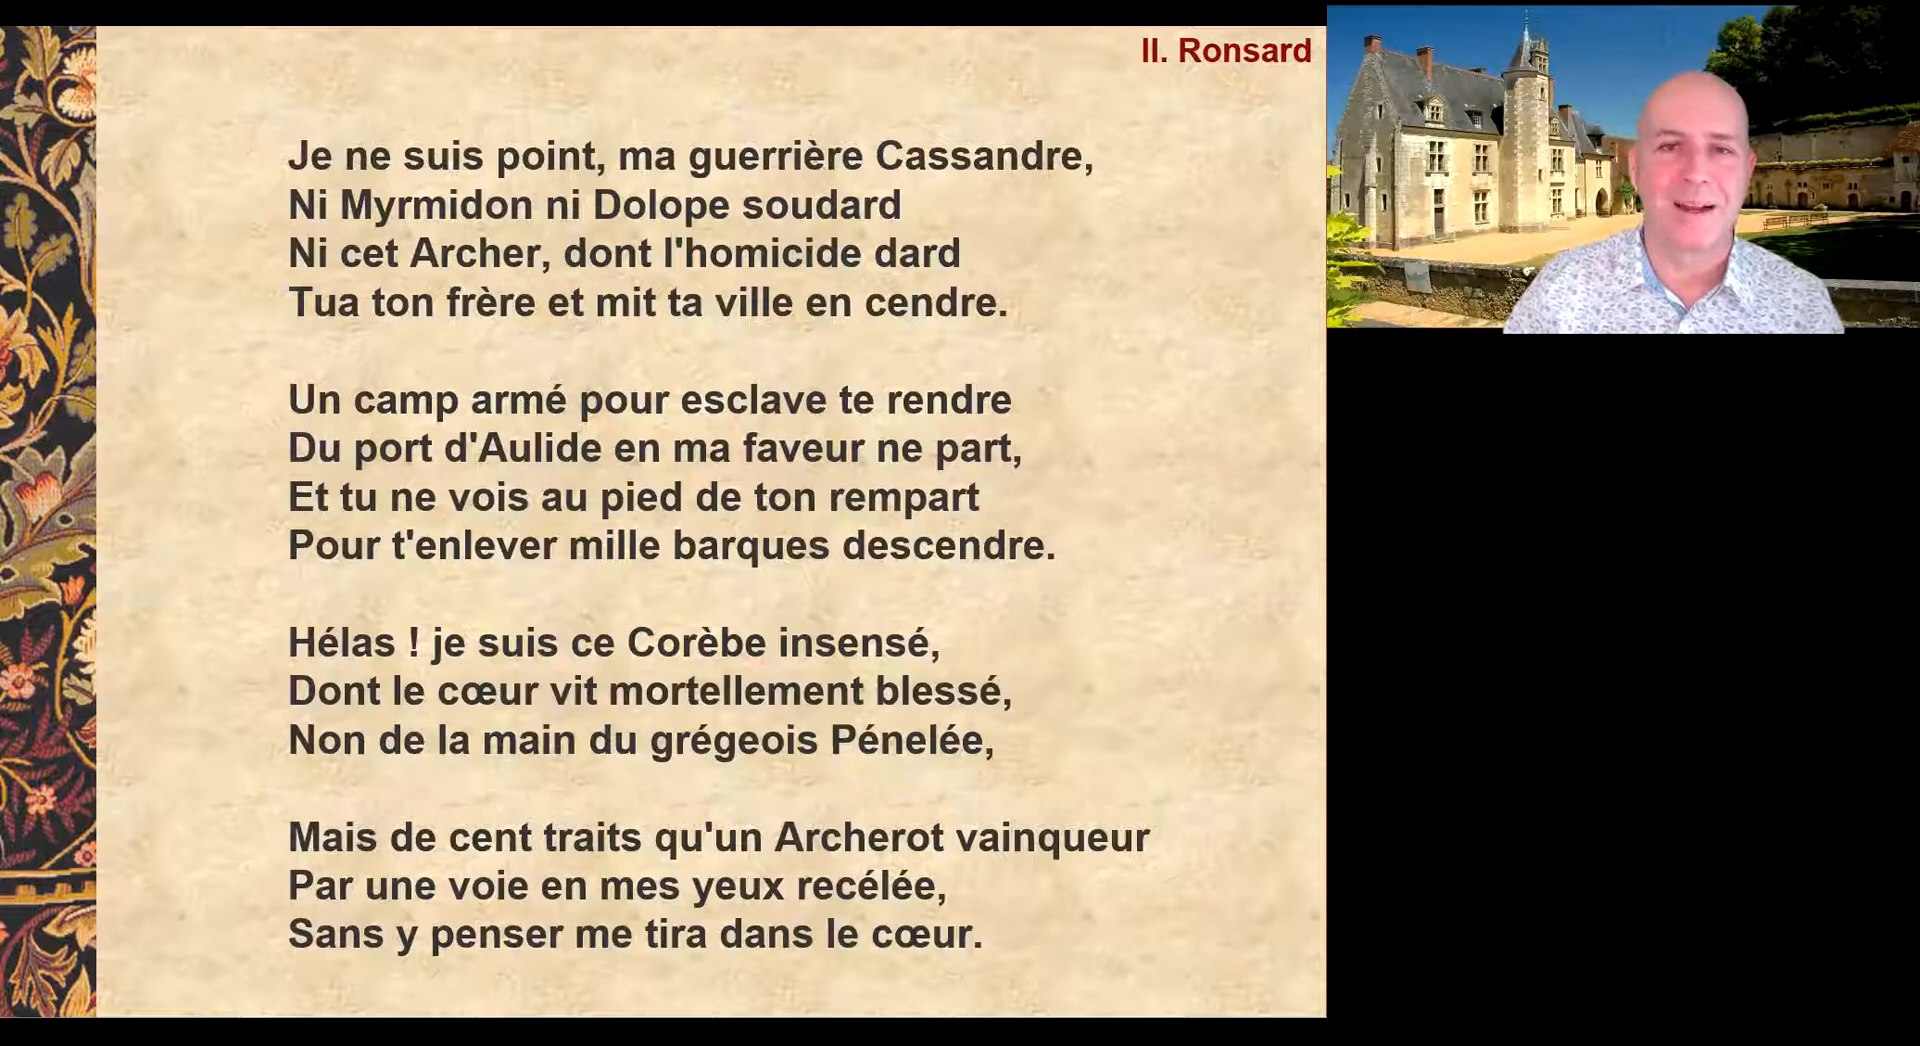 II. Ronsard
Je ne suis point, ma guerrière Cassandre,
Ni Myrmidon ni Dolope soudard
Ni cet Archer, dont l'homicide dard
Tua ton frère et mit ta ville en cendre.
Un camp armé pour esclave te rendre
Du port d'Aulide en ma faveur ne part,
Et tu ne vois au pied de ton rempart
Pour t'enlever mille barques descendre.
Hélas ! je suis ce Corèbe insensé,
Dont le cœur vit mortellement blessé,
Non de la main du grégeois Pénelée,
Mais de cent traits qu'un Archerot vainqueur
Par une voie en mes yeux recélée,
Sans y penser me tira dans le cœur.